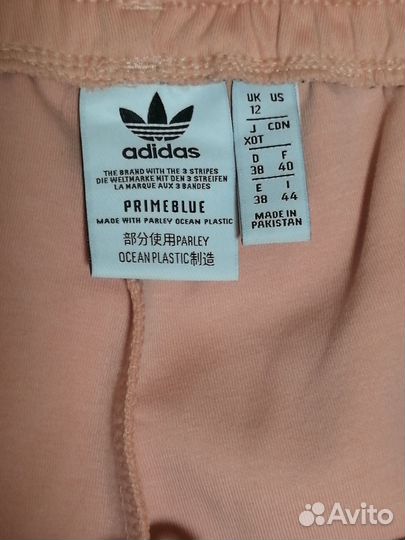 adidas
THE BRAND WITH THE 3 STRIPES
DIE WELTMARKE MIT DEN 3 STREIFEN
LA MARQUE AUX 3 BANDES
PRIMEBLUE
MADE WITH PARLEY OCEAN PLASTIC
部分使用PARLEY
OCEAN PLASTIC制造
UK US
12
J CDN
XOT
D F
38 40
E I
38 44
MADE IN
PAKISTAN
Avito